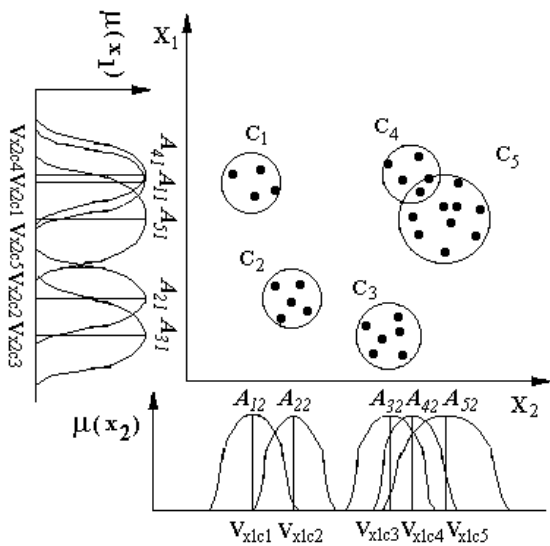 μ(x₁)
X₁
C₁
C₄
C₅
C₂
C₃
X₂
A₄₁
A₁₁
A₅₁
A₂₁
A₃₁
Vx2c4
Vx2c1
Vx2c5
Vx2c2
Vx2c3
μ(x₂)
A₁₂ A₂₂ A₃₂ A₄₂ A₅₂
Vx1c1 Vx1c2 Vx1c3 Vx1c4 Vx1c5